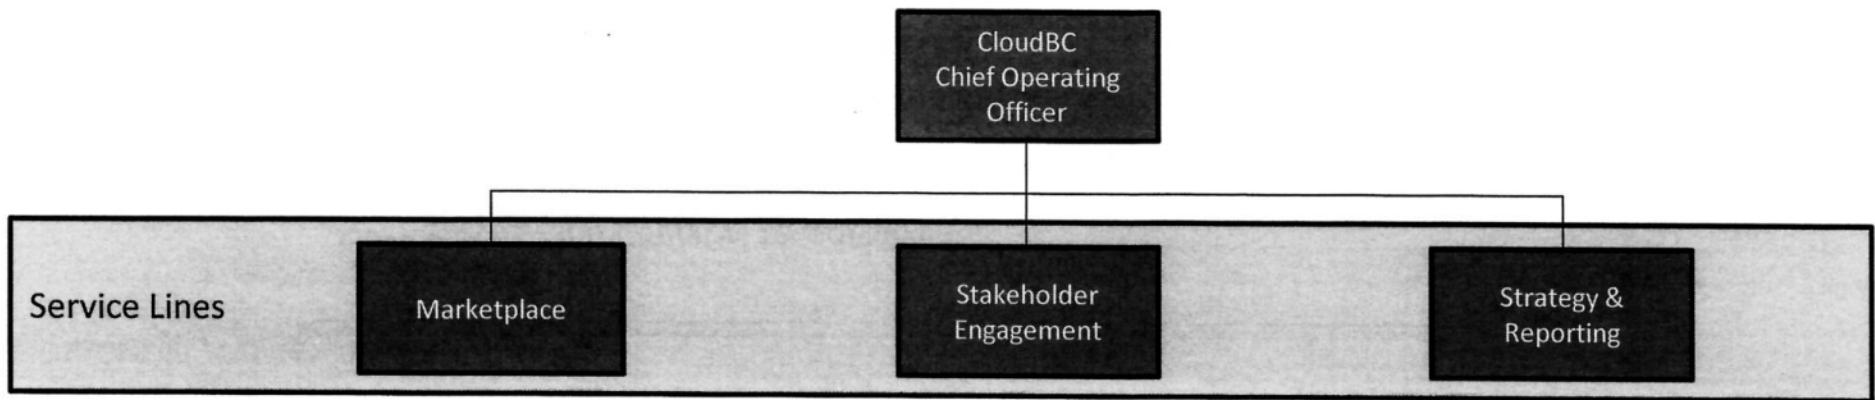 CloudBC
Chief Operating
Officer
Service Lines
Marketplace
Stakeholder
Engagement
Strategy &
Reporting